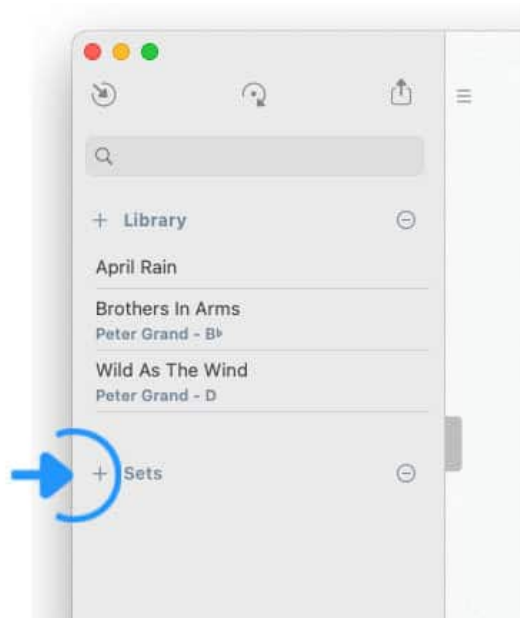 + Library
April Rain
Brothers In Arms
Peter Grand - B♭
Wild As The Wind
Peter Grand - D
+ Sets